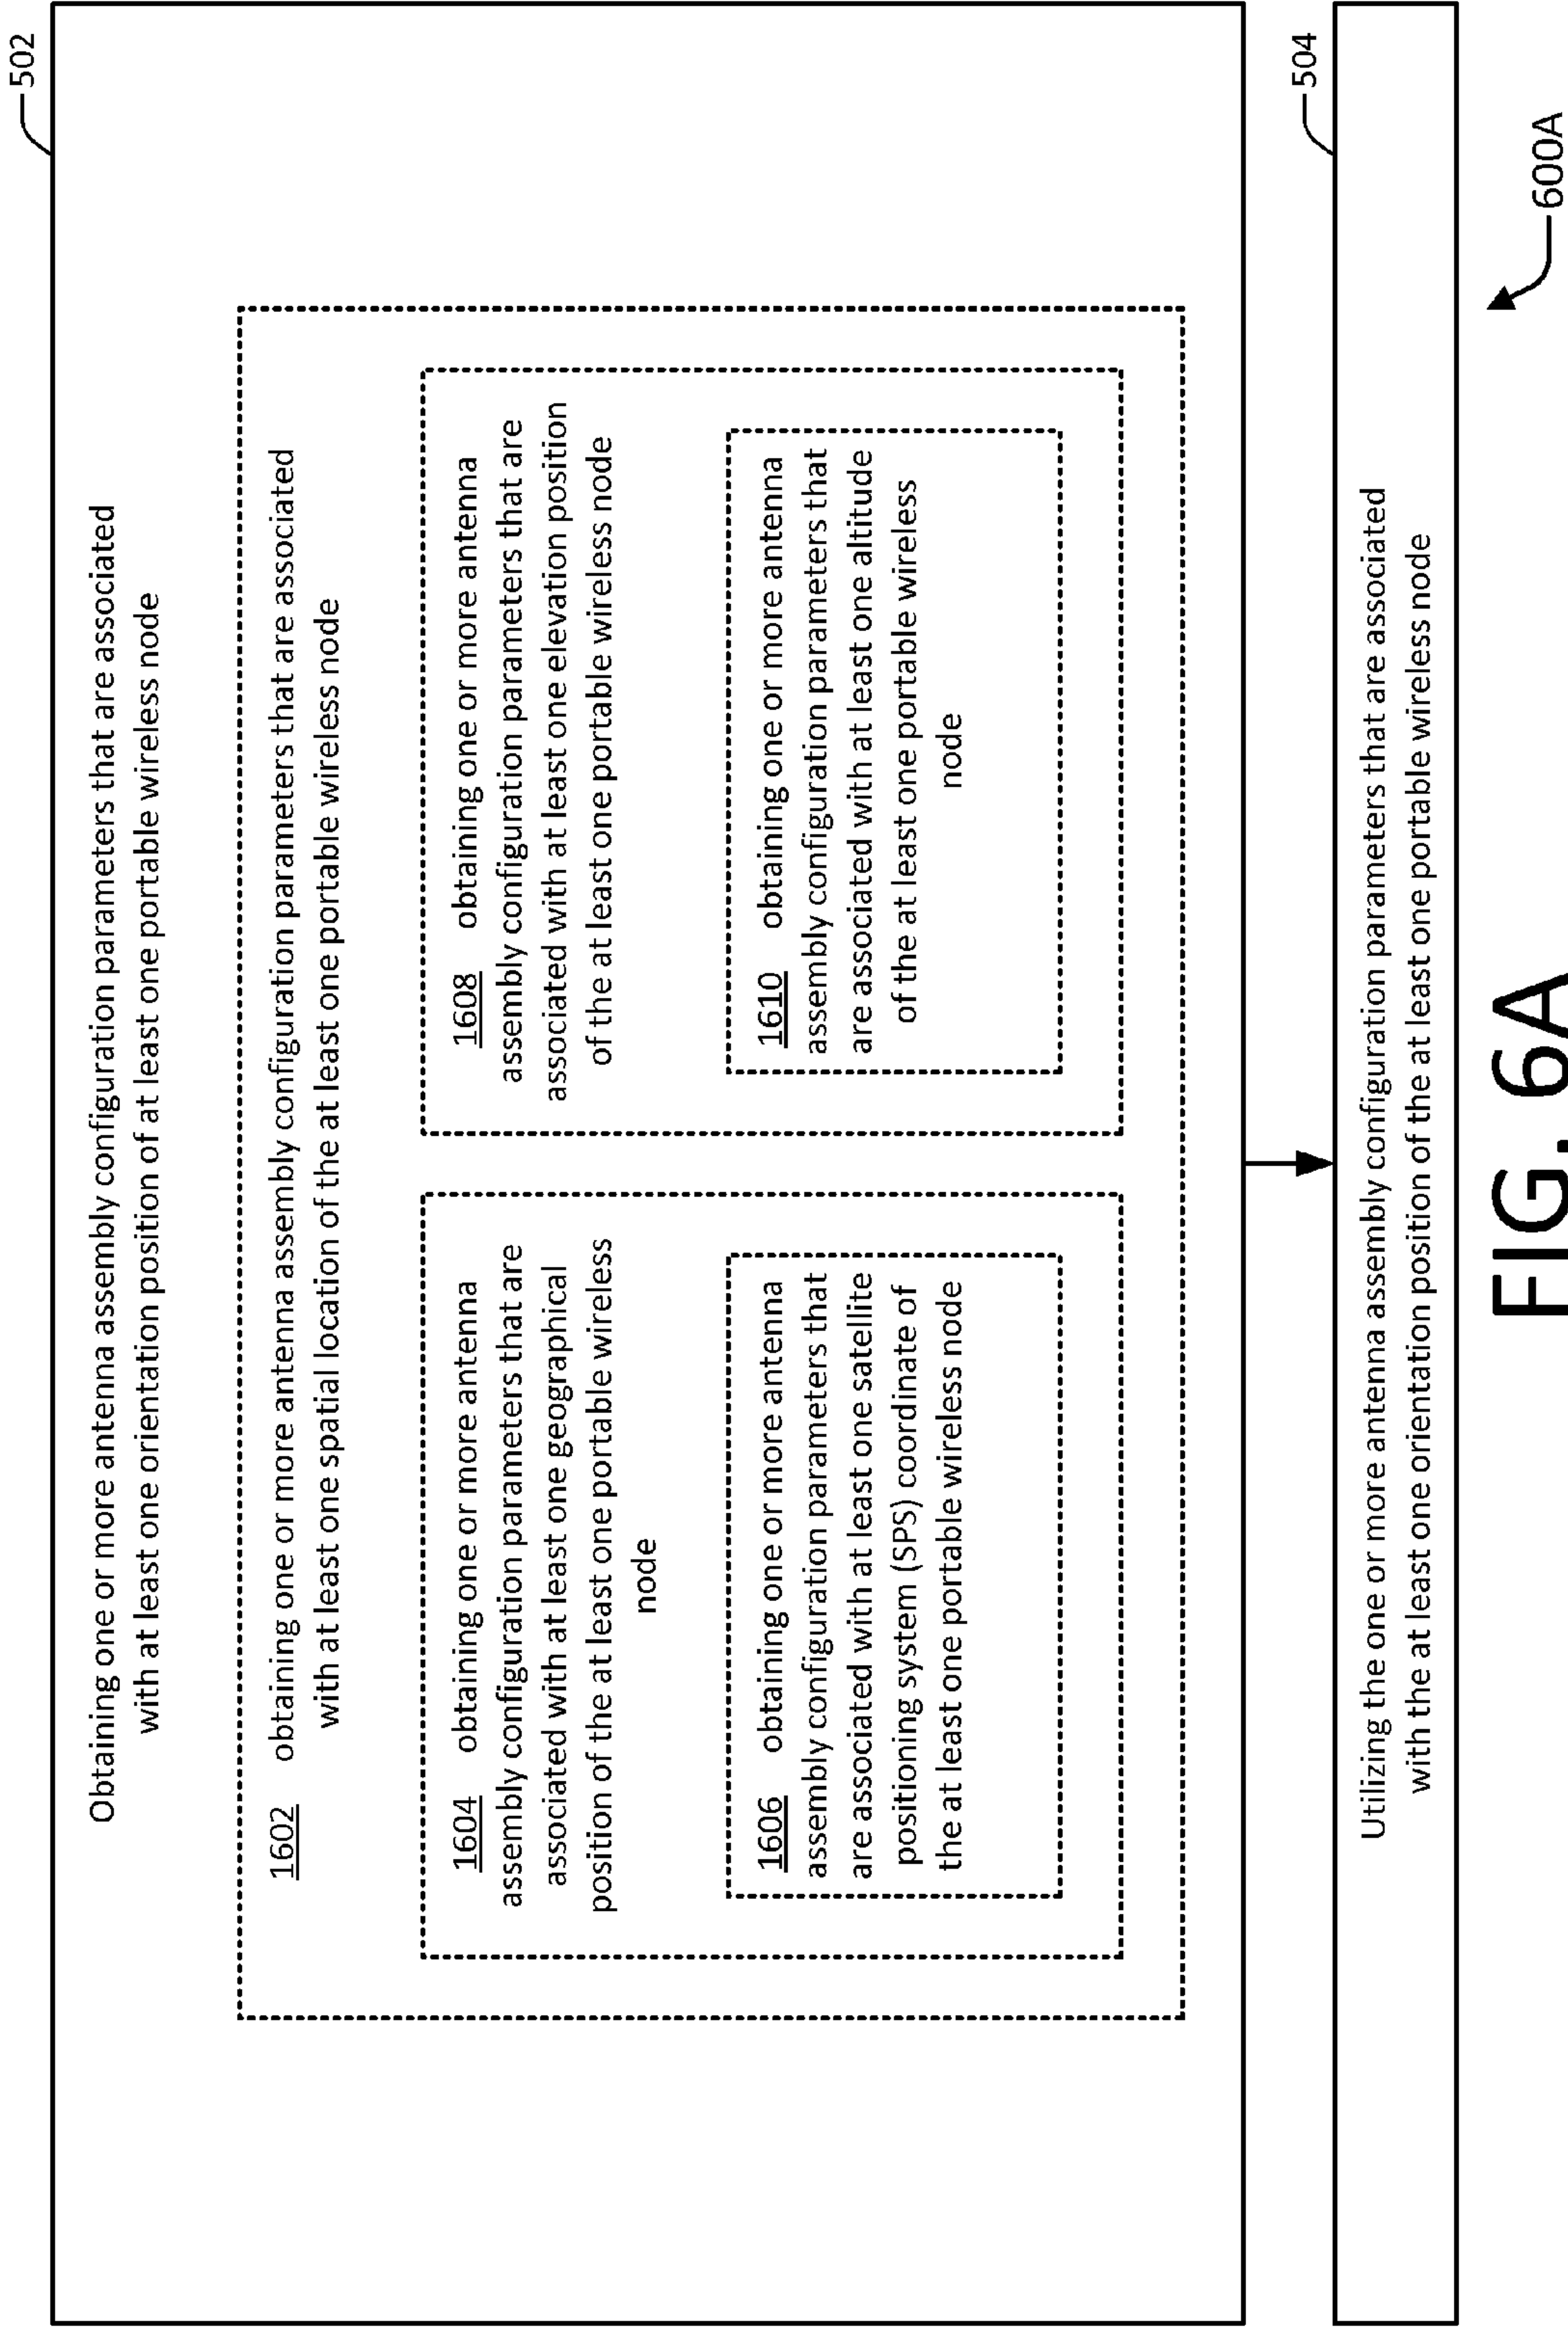 502
Obtaining one or more antenna assembly configuration parameters that are associated
with at least one orientation position of at least one portable wireless node
1602 obtaining one or more antenna assembly configuration parameters that are associated
with at least one spatial location of the at least one portable wireless node
1604 obtaining one or more antenna
assembly configuration parameters that are
associated with at least one geographical
position of the at least one portable wireless
node
1606 obtaining one or more antenna
assembly configuration parameters that
are associated with at least one satellite
positioning system (SPS) coordinate of
the at least one portable wireless node
1608 obtaining one or more antenna
assembly configuration parameters that are
associated with at least one elevation position
of the at least one portable wireless node
1610 obtaining one or more antenna
assembly configuration parameters that
are associated with at least one altitude
of the at least one portable wireless
node
504
Utilizing the one or more antenna assembly configuration parameters that are associated
with the at least one orientation position of the at least one portable wireless node
600A
FIG. 6A